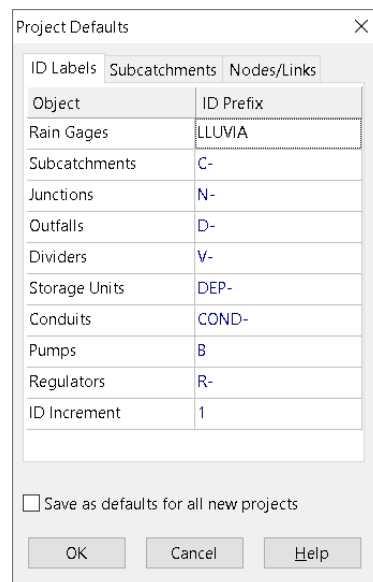 Project Defaults
ID Labels Subcatchments Nodes/Links
Object ID Prefix
Rain Gages LLUVIA
Subcatchments C-
Junctions N-
Outfalls D-
Dividers V-
Storage Units DEP-
Conduits COND-
Pumps B
Regulators R-
ID Increment 1
Save as defaults for all new projects
OK Cancel Help